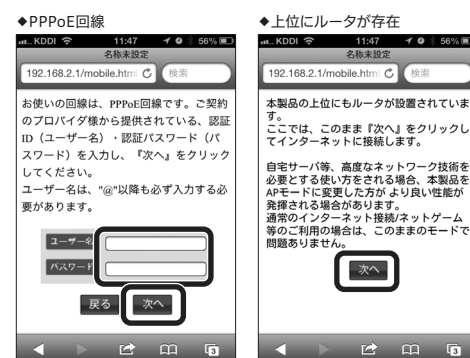 ◆PPPoE回線
KDDI 11:47 56%
名称未設定
192.168.2.1/mobile.html
検索
お使いの回線は、PPPoE回線です。ご契約
のプロバイダ様から提供されている、認証
ID（ユーザー名）・認証パスワード（パ
スワード）を入力し、『次へ』をクリック
してください。
ユーザー名は、"@"以降も必ず入力する必
要があります。
ユーザー名
パスワード
戻る 次へ
3
◆上位にルータが存在
KDDI 11:47 56%
名称未設定
192.168.2.1/mobile.html
検索
本製品の上位にもルータが設置されていま
す。
ここでは、このまま『次へ』をクリックし
てインターネットに接続します。
自宅サーバ等、高度なネットワーク技術を
必要とする使い方をされる場合、本製品を
APモードに変更した方が より良い性能が
発揮される場合があります。
通常のインターネット接続/ネットゲーム
等のご利用の場合は、このままのモードで
問題ありません。
次へ
3